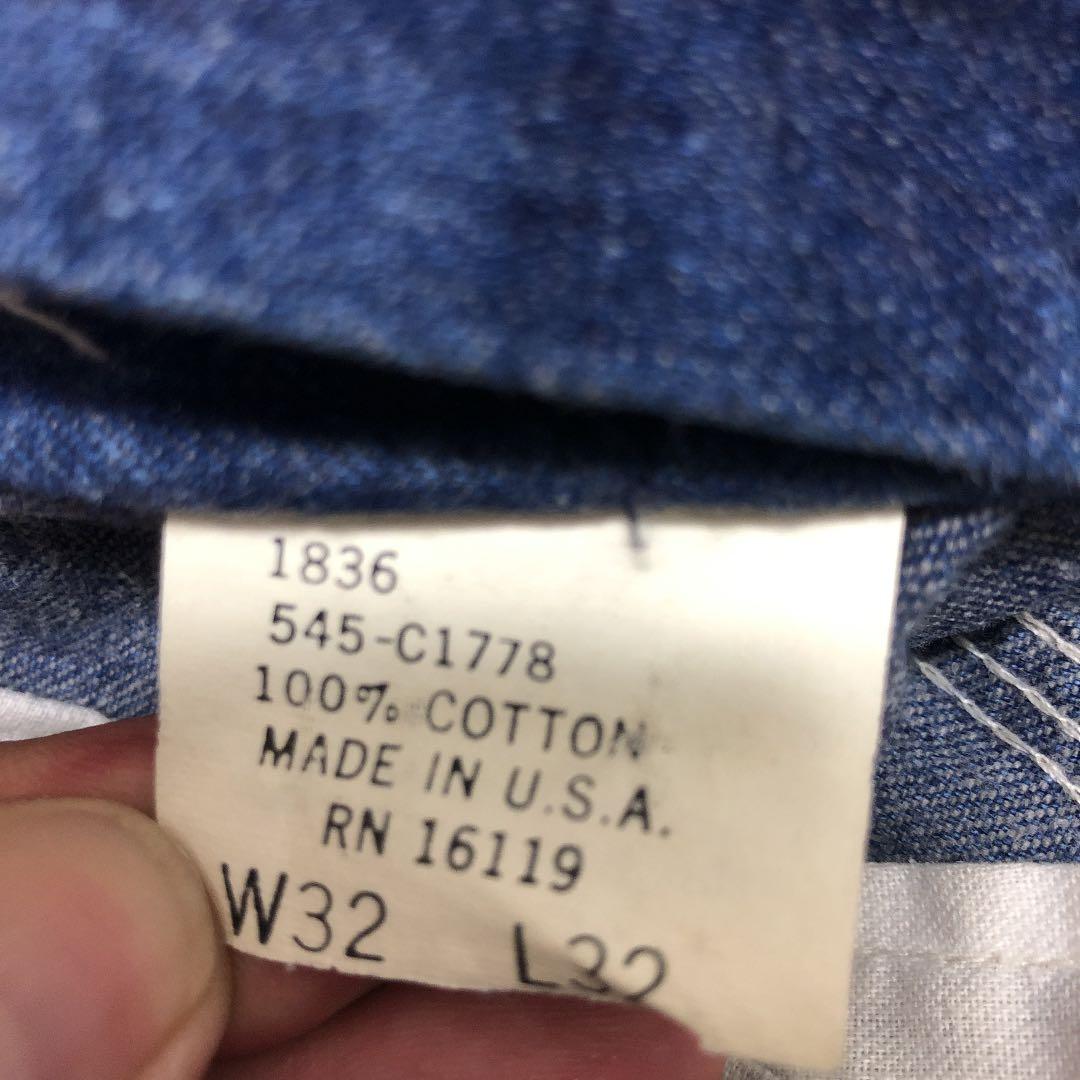 1836
545-C1778
100% COTTON
MADE IN U.S.A.
RN 16119
W32 L32